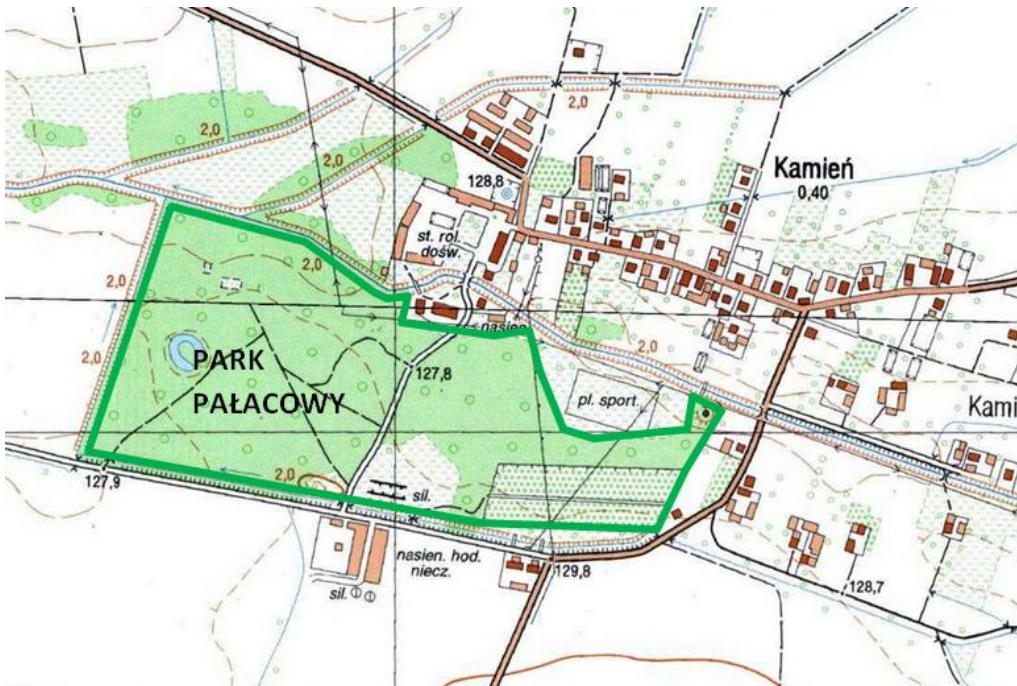 2,0
2,0
2,0
Kamień
0,40
128,8
st. rol.
dośw.
2,0
2,0
nasien.
2,0
2,0
PARK
PAŁACOWY
127,8
pl. sport.
Kami
127,9
2,0
sil.
nasien. hod.
niecz.
129,8
128,7
sil.